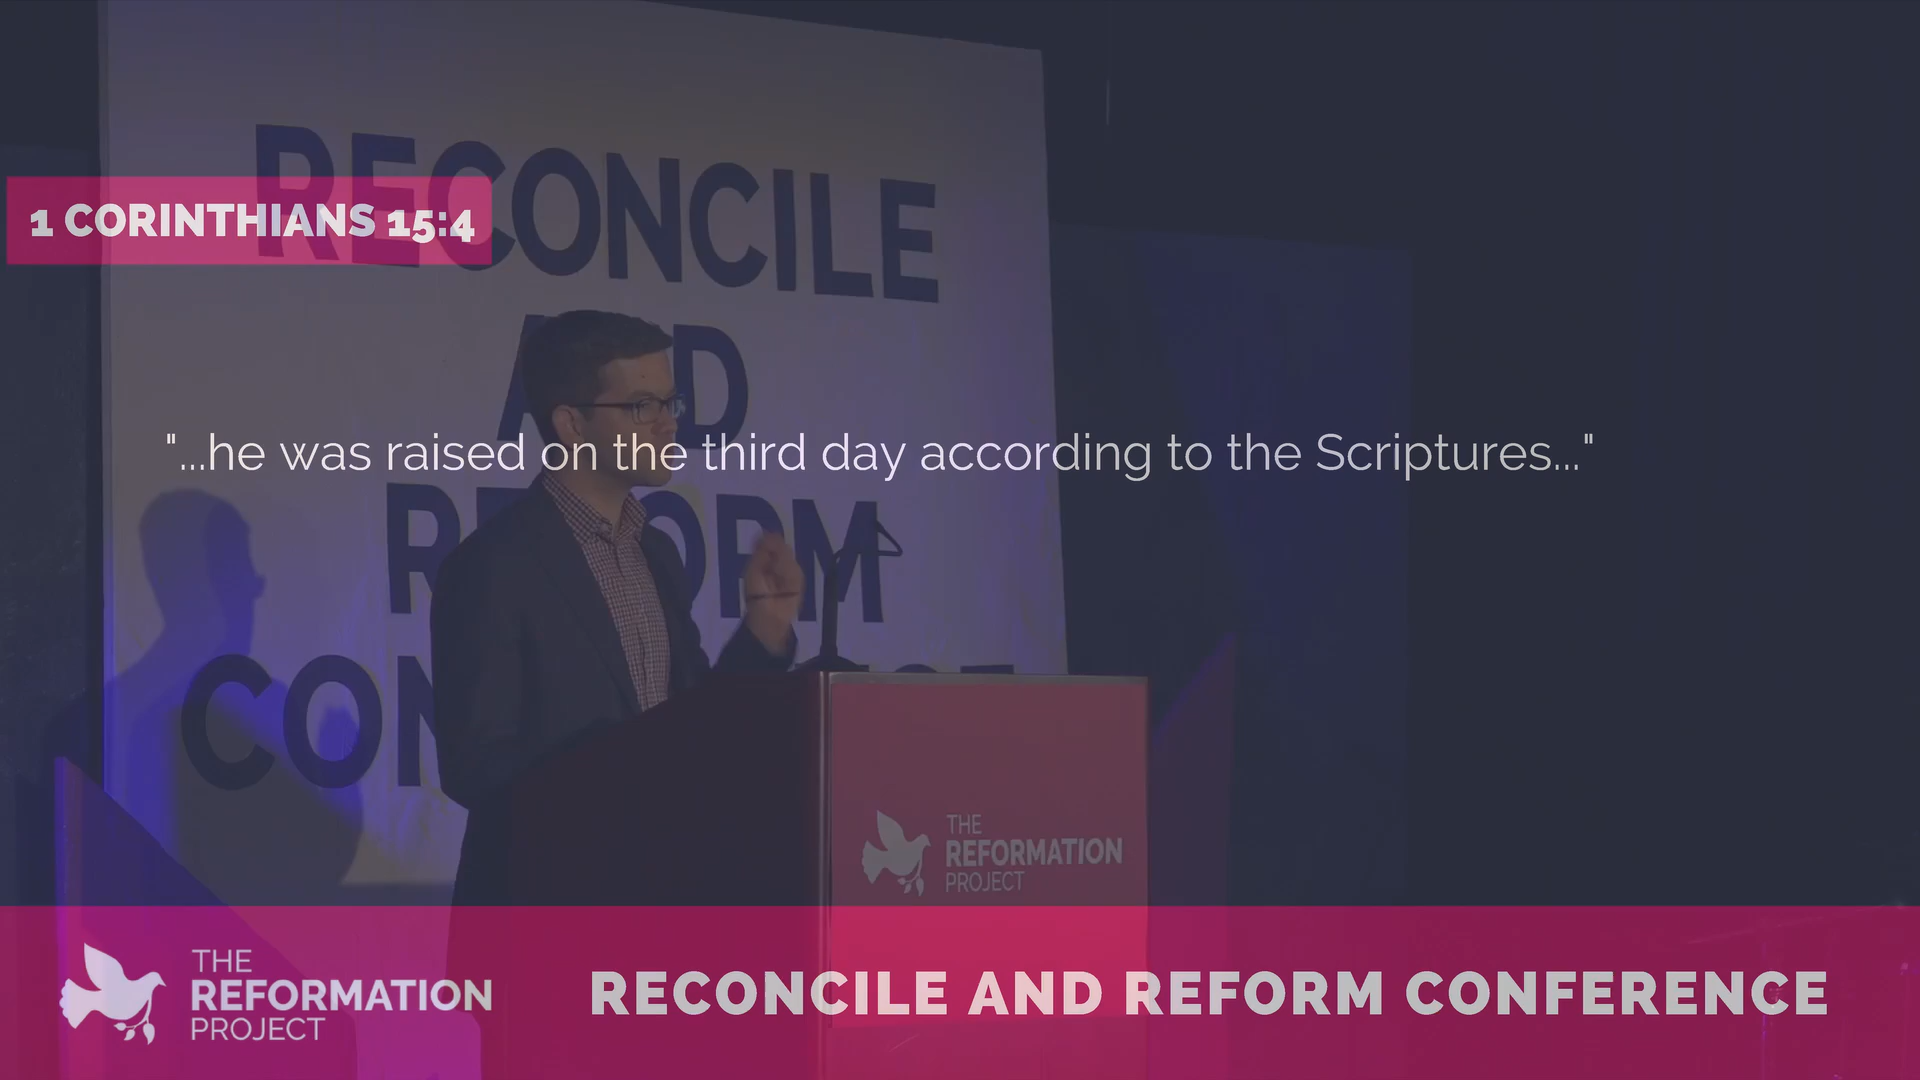 RECONCILE
1 CORINTHIANS 15:4
"...he was raised on the third day according to the Scriptures..."
THE
REFORMATION
PROJECT
THE
REFORMATION
PROJECT
RECONCILE AND REFORM CONFERENCE